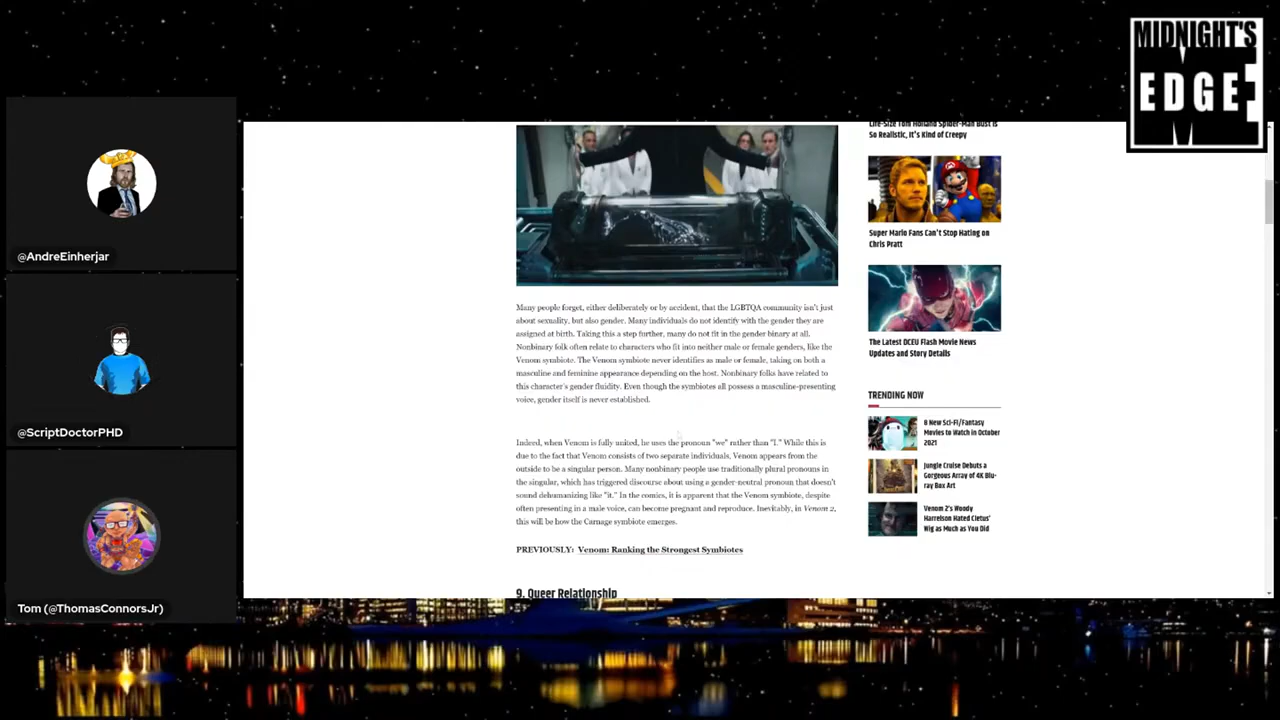 MIDNIGHT'S
EDGE
@AndreEinherjar
@ScriptDoctorPHD
Tom (@ThomasConnorsJr)
Many people forget, either deliberately or by accident, that the LGBTQA community isn't just
about sexuality, but also gender. Many individuals do not identify with the gender they are
assigned at birth. Taking this a step further, many do not fit in the gender binary at all.
Nonbinary folk often relate to characters who fit into neither male or female genders, like the
Venom symbiote. The Venom symbiote never identifies as male or female, taking on both a
masculine and feminine appearance depending on the host. Nonbinary folks have related to
this character's gender fluidity. Even though the symbiotes all possess a masculine-presenting
voice, gender itself is never established.
Indeed, when Venom is fully united, he uses the pronoun "we" rather than "I." While this is
due to the fact that Venom consists of two separate individuals, Venom appears from the
outside to be a singular person. Many nonbinary people use traditionally plural pronouns in
the singular, which has triggered discourse about using a gender-neutral pronoun that doesn't
sound dehumanizing like "it." In the comics, it is apparent that the Venom symbiote, despite
often presenting in a male voice, can become pregnant and reproduce. Inevitably, in Venom 2,
this will be how the Carnage symbiote emerges.
PREVIOUSLY: Venom: Ranking the Strongest Symbiotes
9. Queer Relationship
Life-Size Tom Holland Spider-Man Bust is
So Realistic, It's Kind of Creepy
Super Mario Fans Can't Stop Hating on
Chris Pratt
The Latest DCEU Flash Movie News
Updates and Story Details
TRENDING NOW
8 New Sci-Fi/Fantasy
Movies to Watch in October
2021
Jungle Cruise Debuts a
Gorgeous Array of 4K Blu-
ray Box Art
Venom 2's Woody
Harrelson Hated Cletus'
Wig as Much as You Did